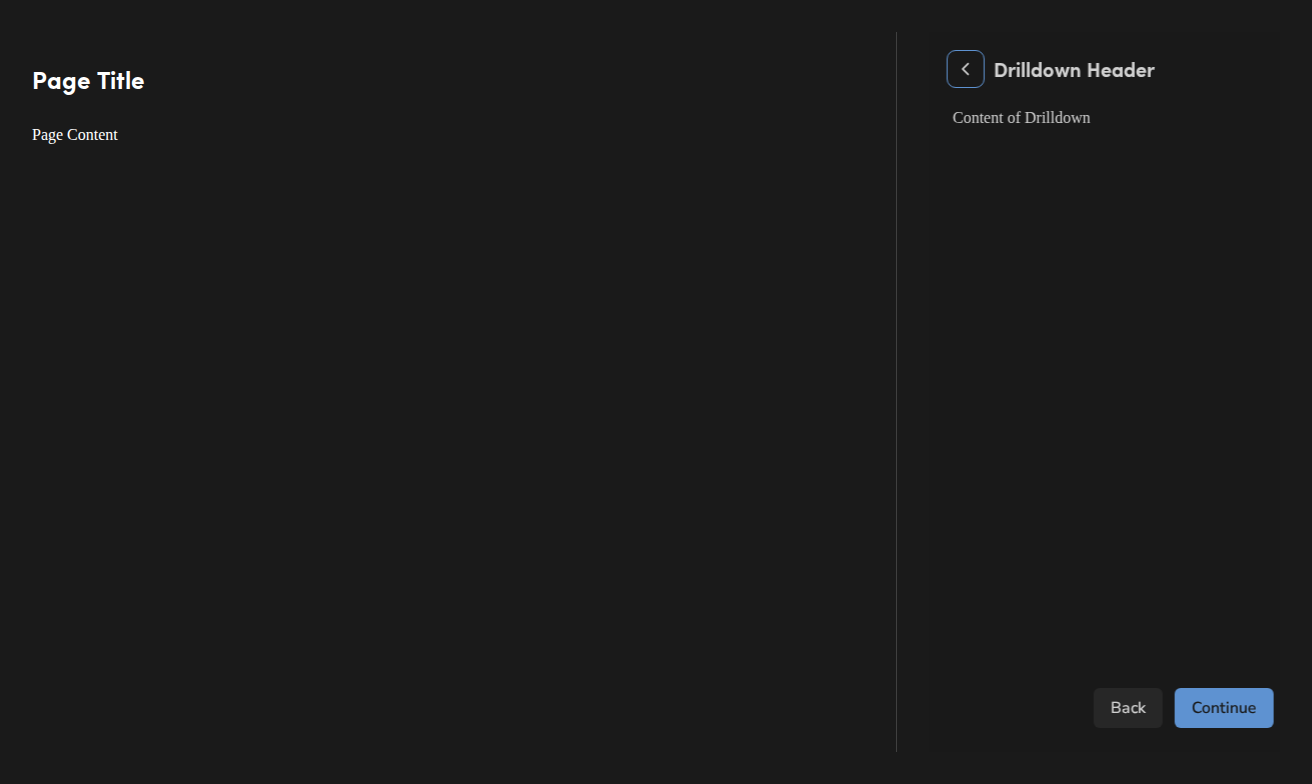 Page Title
Page Content
Drilldown Header
Content of Drilldown
Back
Continue